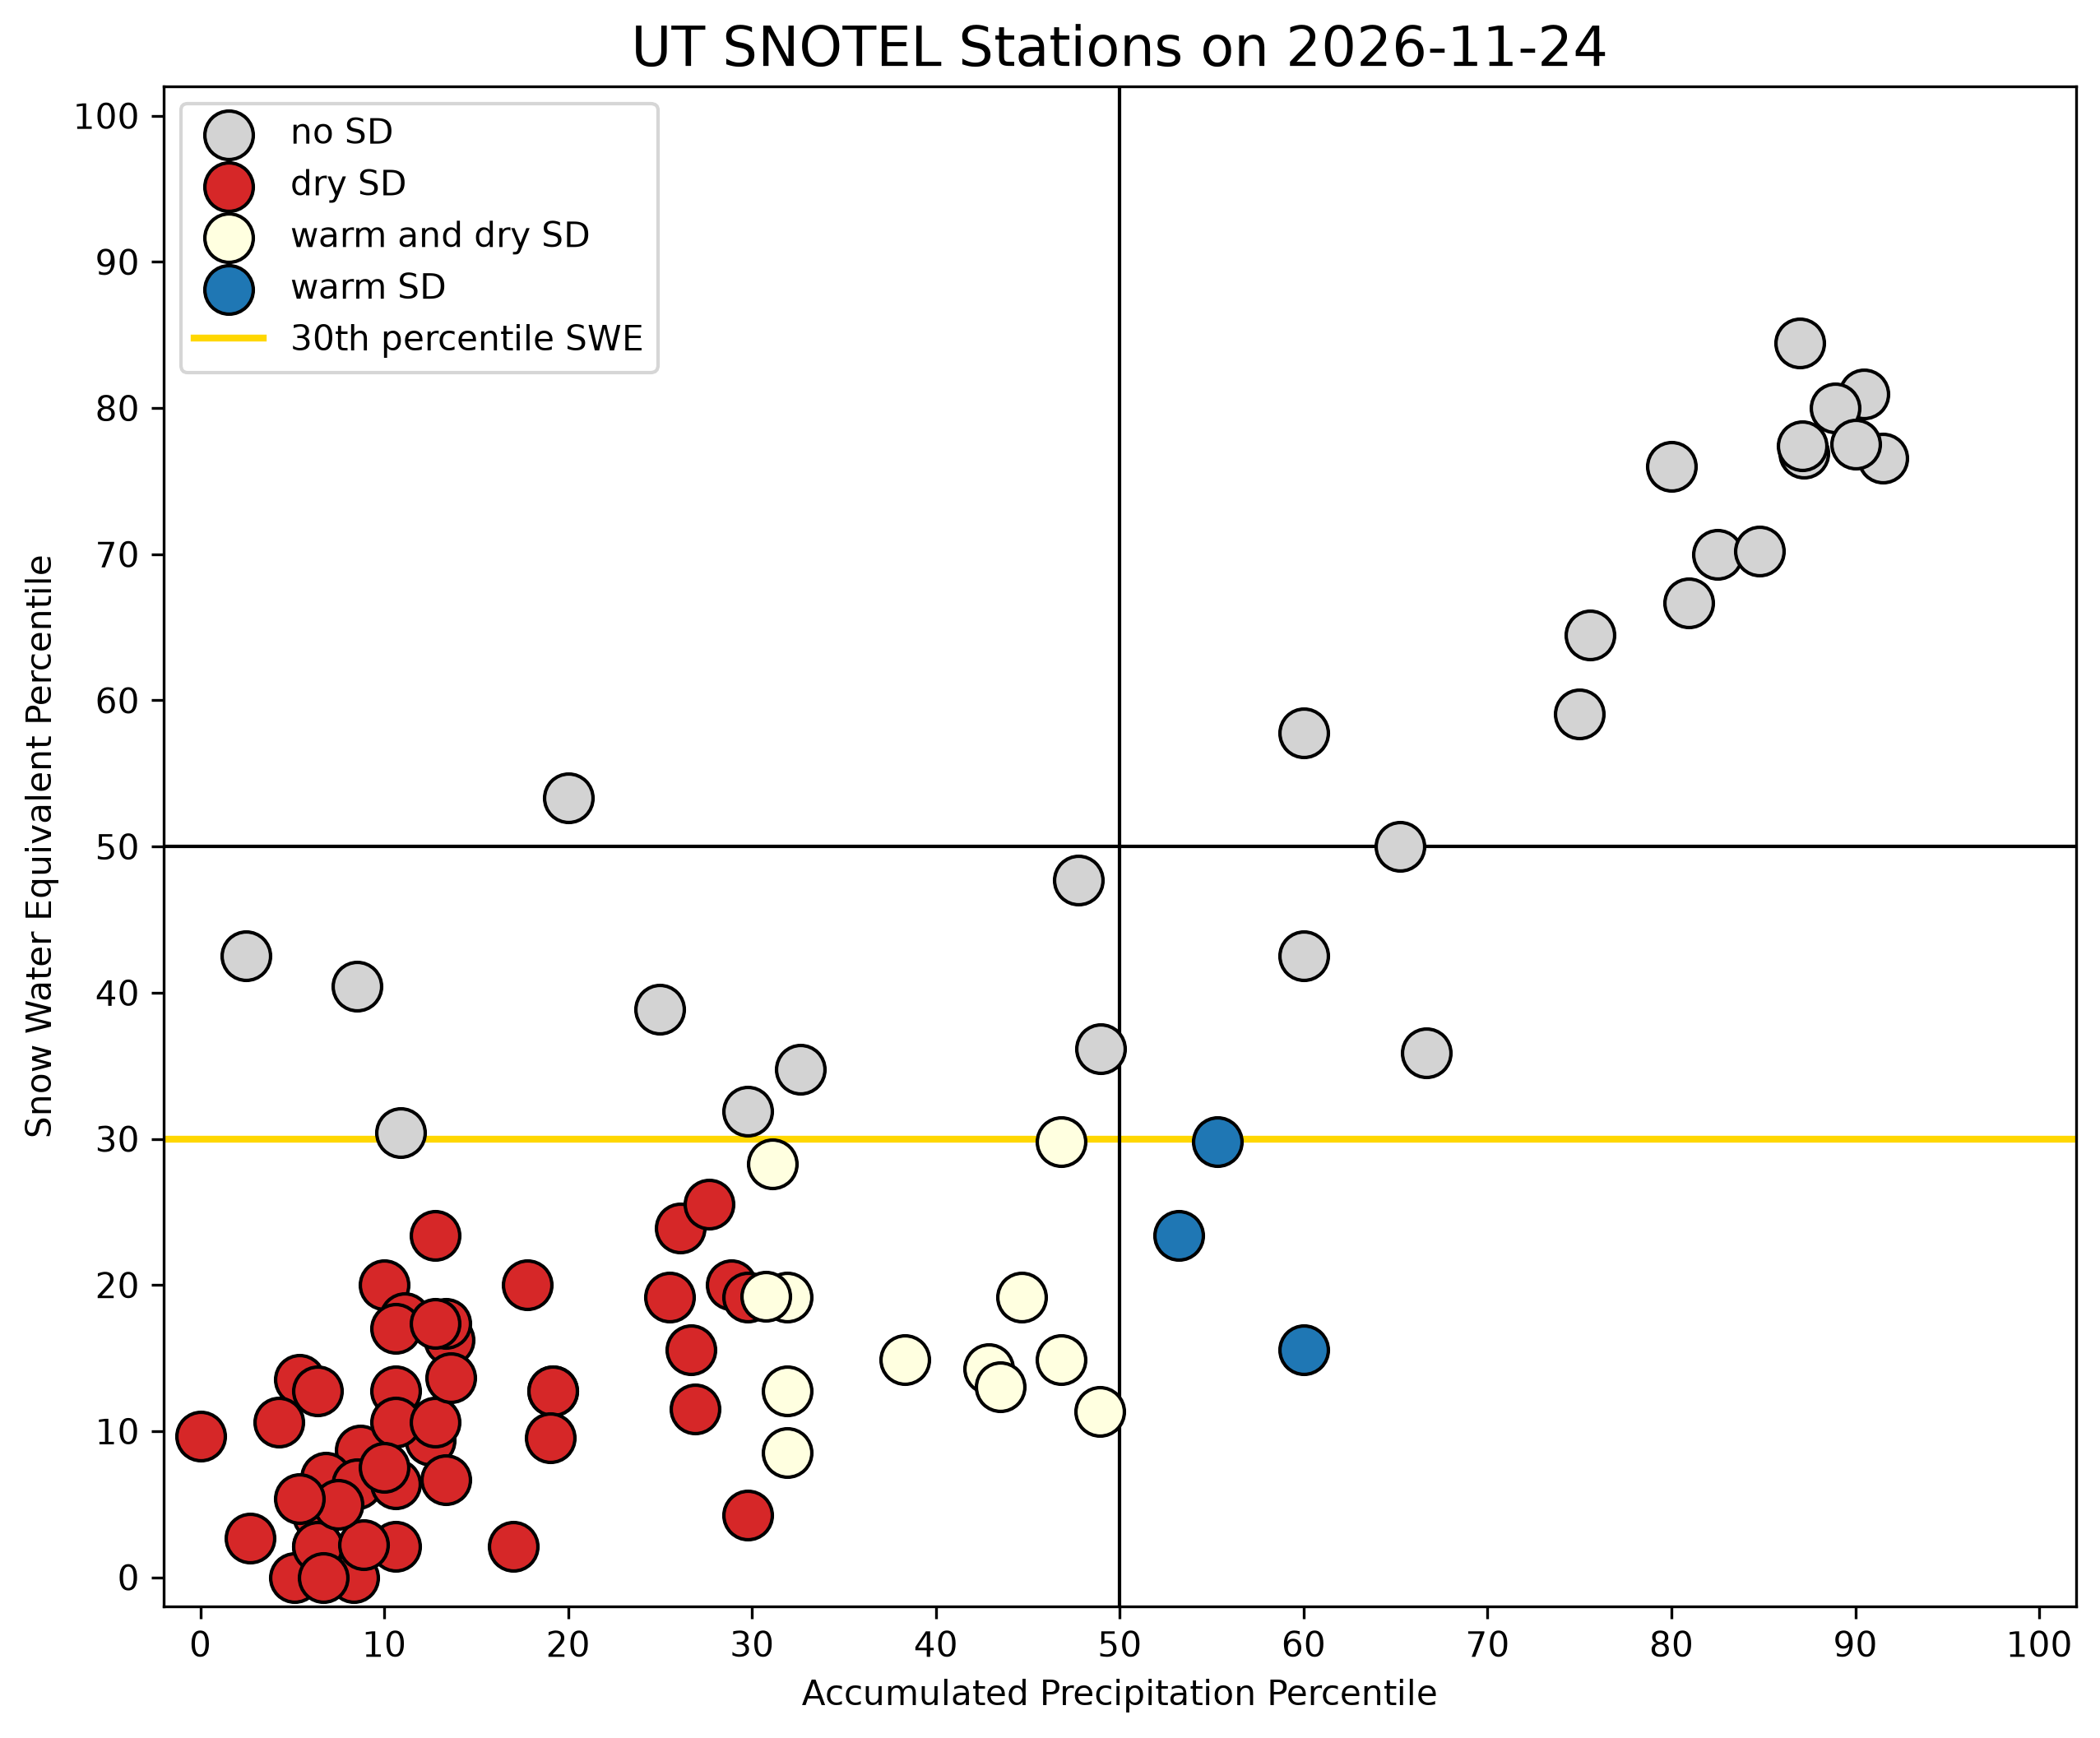 UT SNOTEL Stations on 2026-11-24
no SD
dry SD
warm and dry SD
warm SD
30th percentile SWE
Snow Water Equivalent Percentile
100
90
80
70
60
50
40
30
20
10
0
0 10 20 30 40 50 60 70 80 90 100
Accumulated Precipitation Percentile